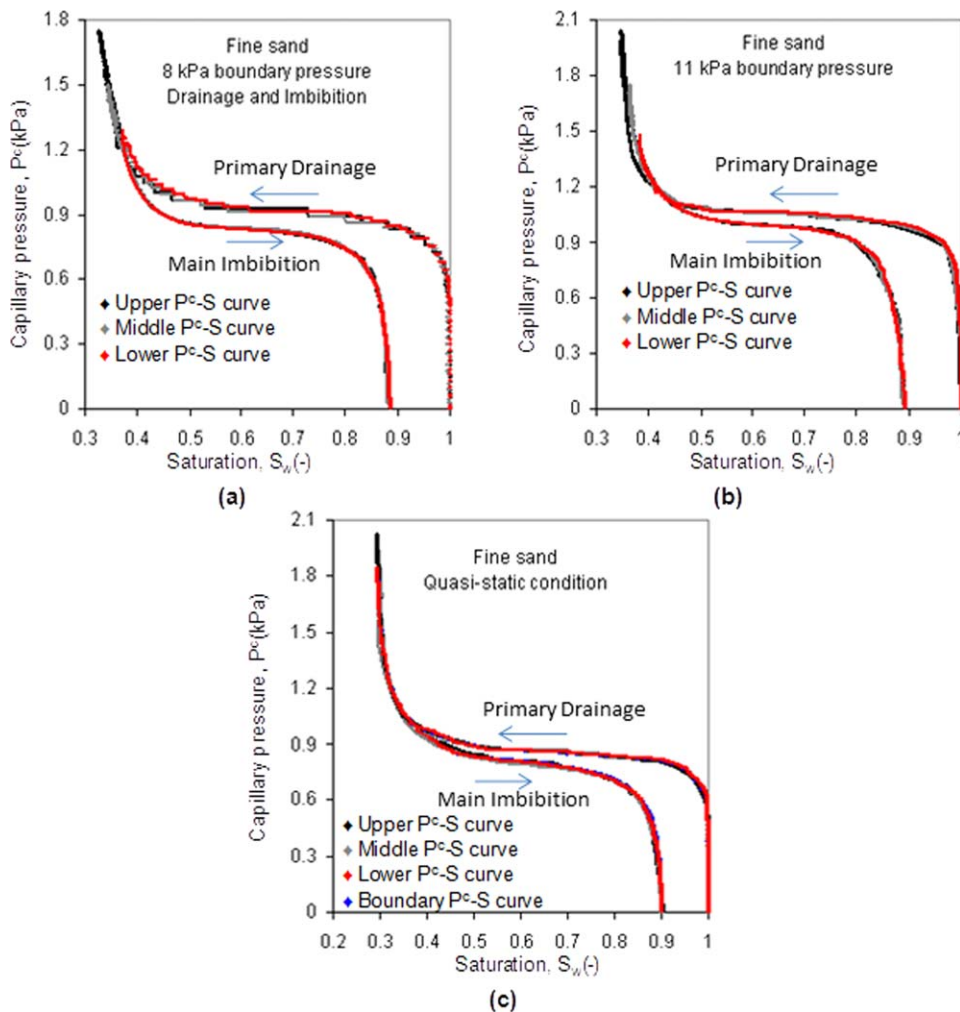 1.8
1.5
1.2
0.9
0.6
0.3
0
Capillary pressure, Pᶜ(kPa)
Fine sand
8 kPa boundary pressure
Drainage and Imbibition
Primary Drainage
Main Imbibition
Upper Pᶜ-S curve
Middle Pᶜ-S curve
Lower Pᶜ-S curve
0.3 0.4 0.5 0.6 0.7 0.8 0.9 1
Saturation, Sw(-)
(a)
2.1
1.8
1.5
1.2
0.9
0.6
0.3
0
Capillary pressure, Pᶜ(kPa)
Fine sand
11 kPa boundary pressure
Primary Drainage
Main Imbibition
Upper Pᶜ-S curve
Middle Pᶜ-S curve
Lower Pᶜ-S curve
0.3 0.4 0.5 0.6 0.7 0.8 0.9 1
Saturation, Sw(-)
(b)
2.1
1.8
1.5
1.2
0.9
0.6
0.3
0
Capillary pressure, Pᶜ(kPa)
Fine sand
Quasi-static condition
Primary Drainage
Main Imbibition
Upper Pᶜ-S curve
Middle Pᶜ-S curve
Lower Pᶜ-S curve
Boundary Pᶜ-S curve
0.2 0.3 0.4 0.5 0.6 0.7 0.8 0.9 1
Saturation, Sw(-)
(c)